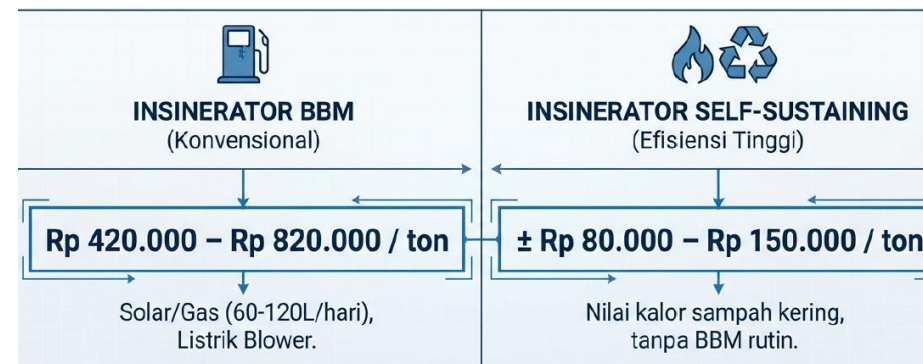 INSINERATOR BBM
(Konvensional)
Rp 420.000 – Rp 820.000 / ton
Solar/Gas (60-120L/hari),
Listrik Blower.
INSINERATOR SELF-SUSTAINING
(Efisiensi Tinggi)
± Rp 80.000 – Rp 150.000 / ton
Nilai kalor sampah kering,
tanpa BBM rutin.